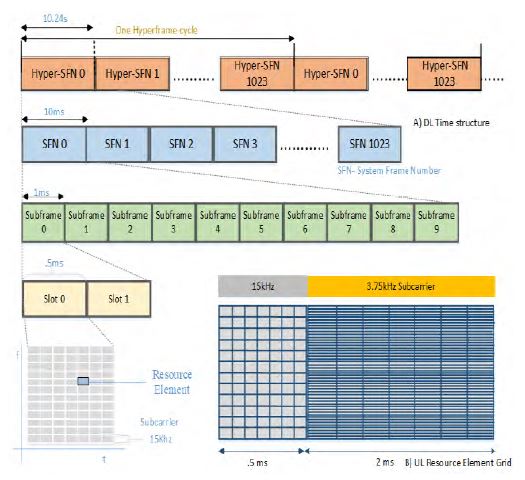 10.24s
One Hyperframe-cycle
Hyper-SFN 0
Hyper-SFN 1
Hyper-SFN
1023
Hyper-SFN 0
Hyper-SFN
1023
A) DL Time structure
10ms
SFN 0
SFN 1
SFN 2
SFN 3
SFN 1023
SFN- System Frame Number
1ms
Subframe
0
Subframe
1
Subframe
2
Subframe
3
Subframe
4
Subframe
5
Subframe
6
Subframe
7
Subframe
8
Subframe
9
.5ms
Slot 0
Slot 1
15kHz
3.75kHz Subcarrier
f
Resource
Element
Subcarrier
15Khz
t
.5 ms
2 ms
B) UL Resource Element Grid